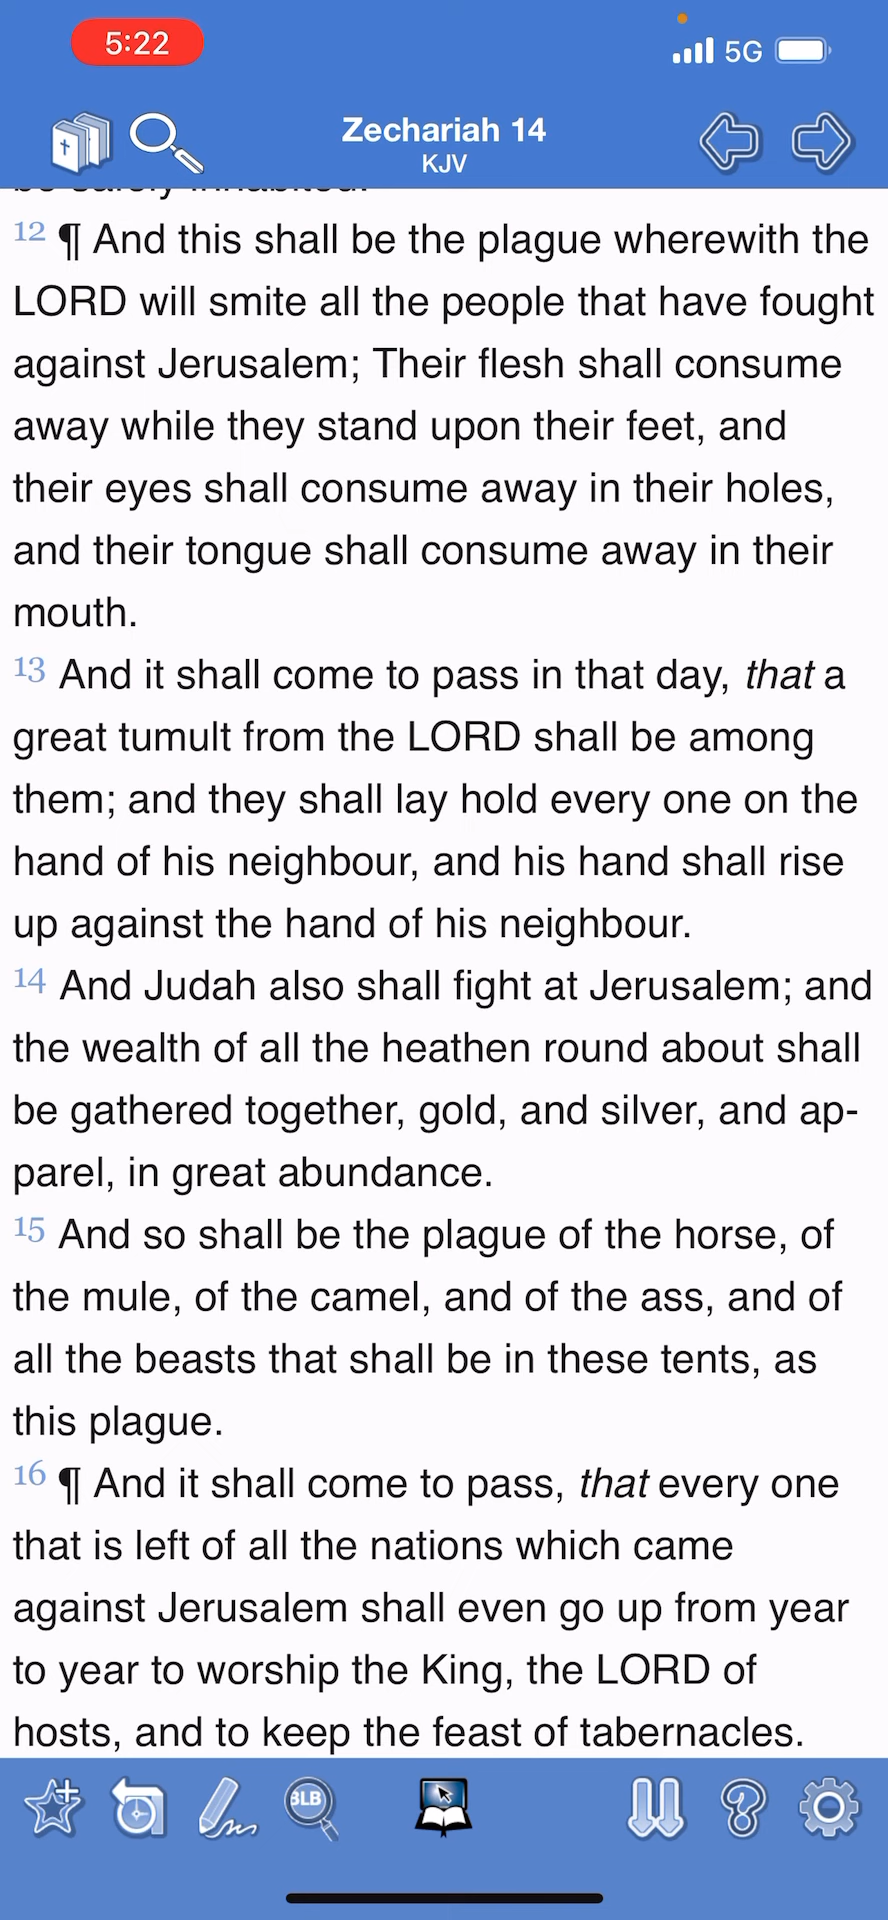 5:22
5G
Zechariah 14
KJV
be safely inhabited.
12 ¶ And this shall be the plague wherewith the
LORD will smite all the people that have fought
against Jerusalem; Their flesh shall consume
away while they stand upon their feet, and
their eyes shall consume away in their holes,
and their tongue shall consume away in their
mouth.
13 And it shall come to pass in that day, that a
great tumult from the LORD shall be among
them; and they shall lay hold every one on the
hand of his neighbour, and his hand shall rise
up against the hand of his neighbour.
14 And Judah also shall fight at Jerusalem; and
the wealth of all the heathen round about shall
be gathered together, gold, and silver, and ap-
parel, in great abundance.
15 And so shall be the plague of the horse, of
the mule, of the camel, and of the ass, and of
all the beasts that shall be in these tents, as
this plague.
16 ¶ And it shall come to pass, that every one
that is left of all the nations which came
against Jerusalem shall even go up from year
to year to worship the King, the LORD of
hosts, and to keep the feast of tabernacles.
BLB